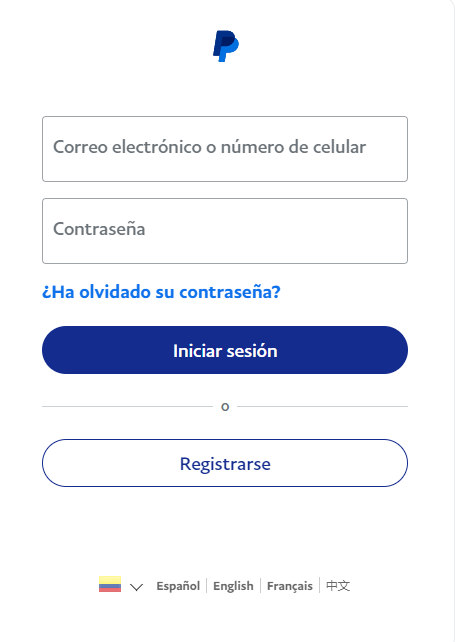 Correo electrónico o número de celular
Contraseña
¿Ha olvidado su contraseña?
Iniciar sesión
o
Registrarse
Español English Français 中文